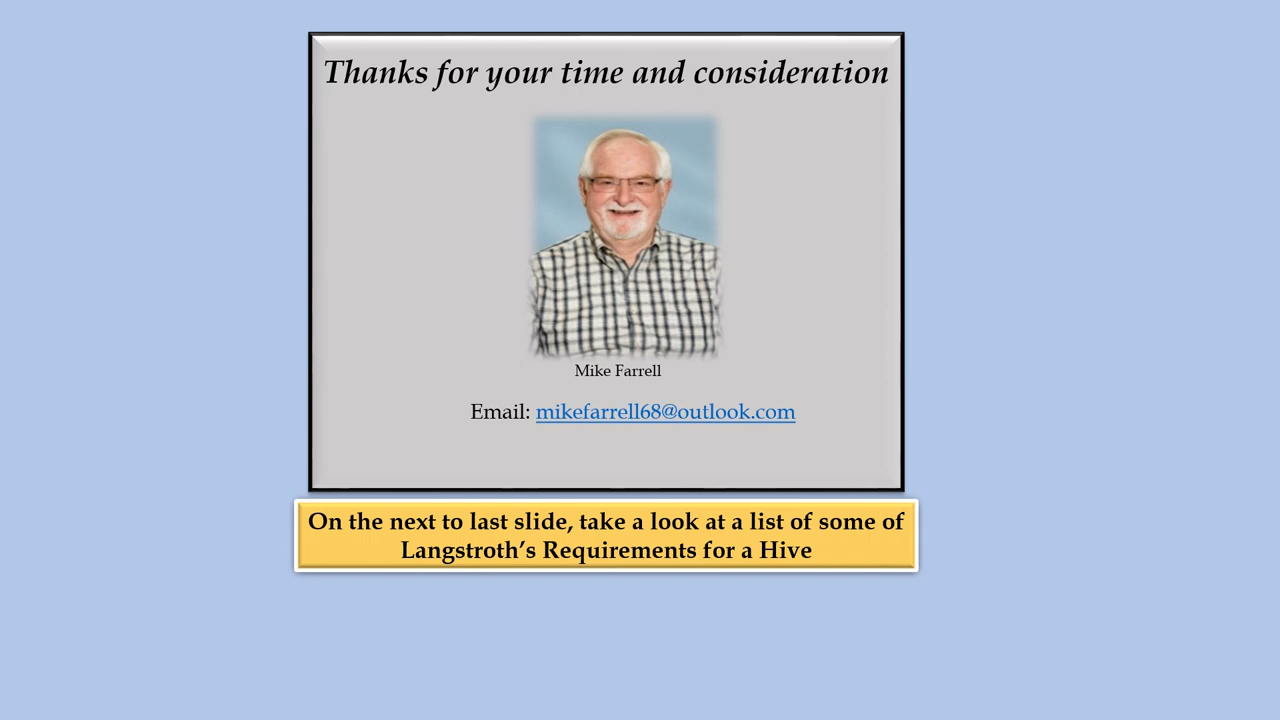 Thanks for your time and consideration
Mike Farrell
Email: mikefarrell68@outlook.com
On the next to last slide, take a look at a list of some of
Langstroth’s Requirements for a Hive